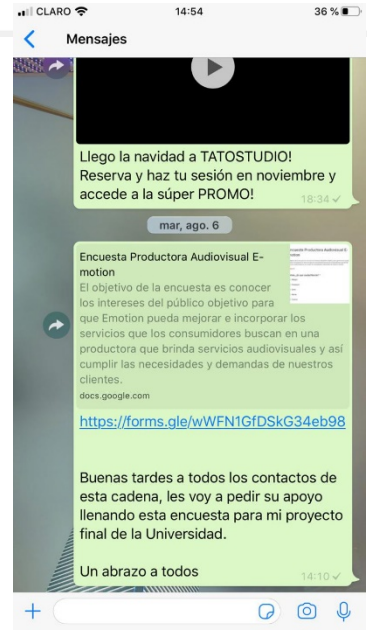 CLARO 14:54 36 %
Mensajes
Llego la navidad a TATOSTUDIO!
Reserva y haz tu sesión en noviembre y
accede a la súper PROMO!
18:34
mar, ago. 6
Encuesta Productora Audiovisual E-
motion
El objetivo de la encuesta es conocer
los intereses del público objetivo para
que Emotion pueda mejorar e incorporar los
servicios que los consumidores buscan en una
productora que brinda servicios audiovisuales y así
cumplir las necesidades y demandas de nuestros
clientes.
docs.google.com
https://forms.gle/wWFN1GfDSkG34eb98
Buenas tardes a todos los contactos de
esta cadena, les voy a pedir su apoyo
llenando esta encuesta para mi proyecto
final de la Universidad.
Un abrazo a todos
14:10